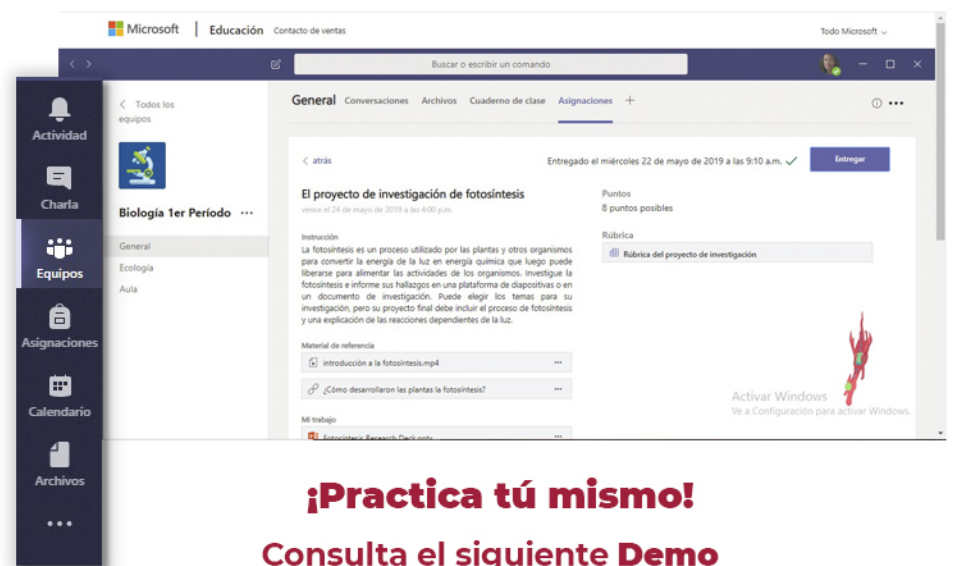 Microsoft | Educación Contacto de ventas Todo Microsoft
Buscar o escribir un comando
Actividad
Charla
Equipos
Asignaciones
Calendario
Archivos
Todos los
equipos
Biología 1er Período
General
Ecología
Aula
General Conversaciones Archivos Cuaderno de clase Asignaciones +
atrás
Entregado el miércoles 22 de mayo de 2019 a las 9:10 a.m.
Entregar
El proyecto de investigación de fotosíntesis
vence el 24 de mayo de 2019 a las 4:00 p.m.
Instrucción
La fotosíntesis es un proceso utilizado por las plantas y otros organismos
para convertir la energía de la luz en energía química que luego puede
liberarse para alimentar las actividades de los organismos. Investigue la
fotosíntesis e informe sus hallazgos en una plataforma de diapositivas o en
un documento de investigación. Puede elegir los temas para su
investigación, pero su proyecto final debe incluir el proceso de fotosíntesis
y una explicación de las reacciones dependientes de la luz.
Material de referencia
introducción a la fotosíntesis.mp4
¿Cómo desarrollaron las plantas la fotosíntesis?
Mi trabajo
Fotosíntesis Research Deck.pptx
Puntos
8 puntos posibles
Rúbrica
Rúbrica del proyecto de investigación
Activar Windows
Ve a Configuración para activar Windows.
¡Practica tú mismo!
Consulta el siguiente Demo